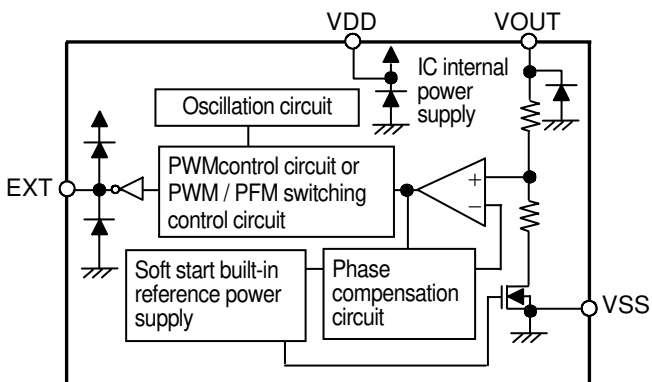 VDD
VOUT
IC internal
power
supply
Oscillation circuit
PWMcontrol circuit or
PWM / PFM switching
control circuit
EXT
+
−
Soft start built-in
reference power
supply
Phase
compensation
circuit
VSS